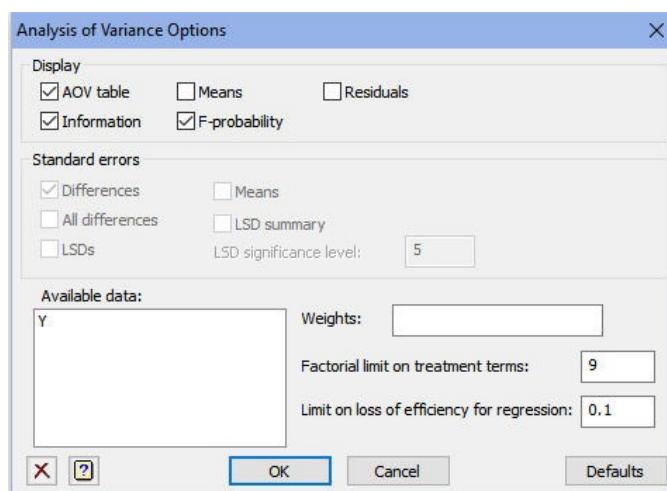 Analysis of Variance Options
Display
AOV table Means Residuals
Information F-probability
Standard errors
Differences Means
All differences LSD summary
LSDs LSD significance level: 5
Available data:
Y
Weights:
Factorial limit on treatment terms: 9
Limit on loss of efficiency for regression: 0.1
? OK Cancel Defaults